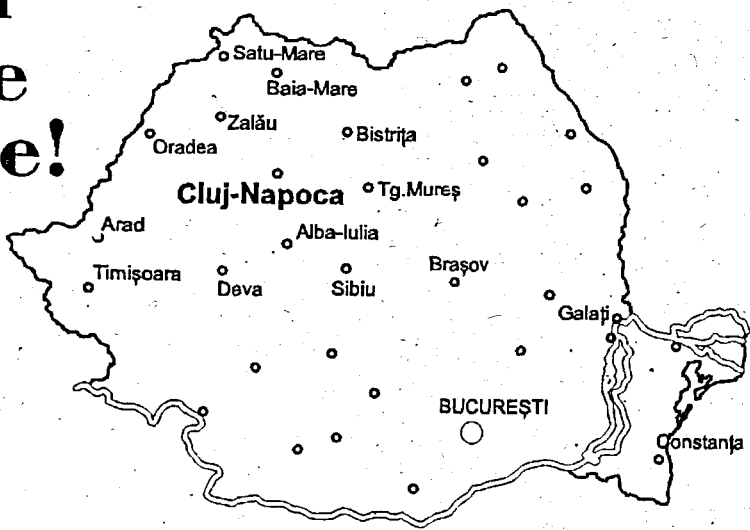 e
e!
Satu-Mare
Baia-Mare
Zalău
Oradea
Bistrița
Cluj-Napoca
Tg.Mureș
Arad
Alba-Iulia
Timișoara
Deva
Sibiu
Brașov
Galați
BUCUREȘTI
Constanța